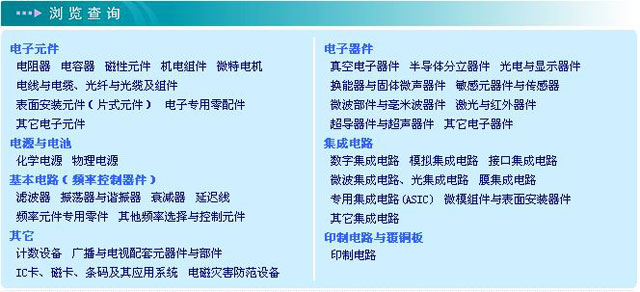 浏览查询
电子元件
电阻器 电容器 磁性元件 机电组件 微特电机
电线与电缆、光纤与光缆及组件
表面安装元件(片式元件) 电子专用零配件
其它电子元件
电源与电池
化学电源 物理电源
基本电路(频率控制器件)
滤波器 振荡器与谐振器 衰减器 延迟线
频率元件专用零件 其他频率选择与控制元件
其它
计数设备 广播与电视配套元器件与部件
IC卡、磁卡、条码及其应用系统 电磁灾害防范设备
电子器件
真空电子器件 半导体分立器件 光电与显示器件
换能器与固体微声器件 敏感元器件与传感器
微波部件与毫米波器件 激光与红外器件
超导器件与超声器件 其它电子器件
集成电路
数字集成电路 模拟集成电路 接口集成电路
微波集成电路、光集成电路 膜集成电路
专用集成电路(ASIC) 微模组件与表面安装器件
其它集成电路
印制电路与覆铜板
印制电路